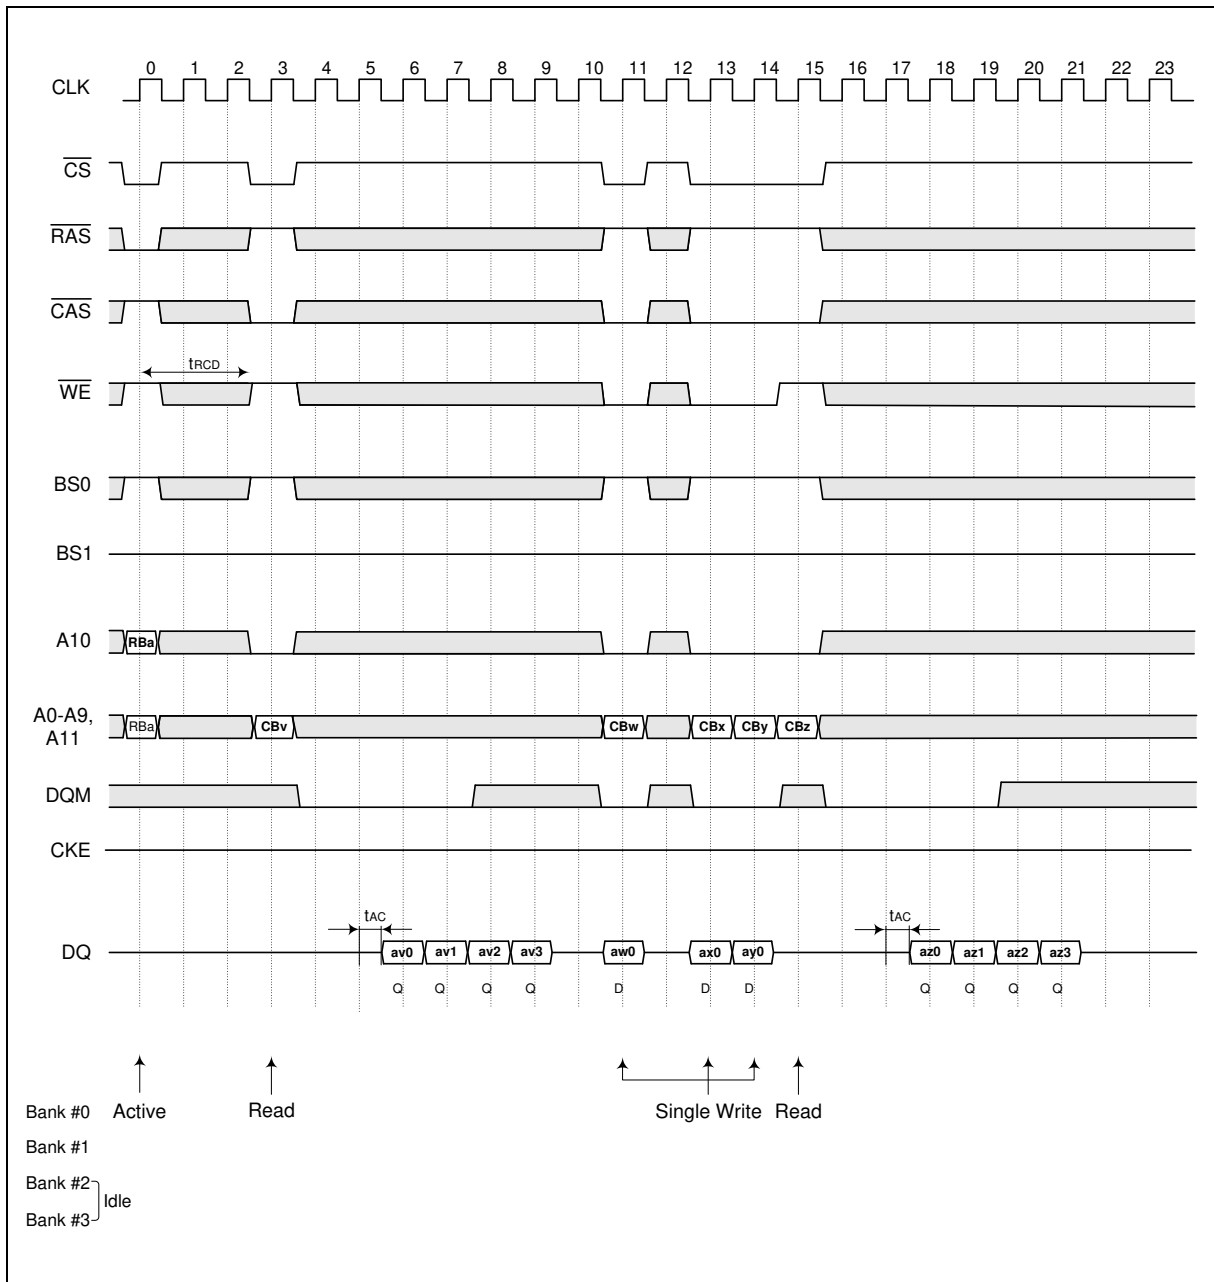 0 1 2 3 4 5 6 7 8 9 10 11 12 13 14 15 16 17 18 19 20 21 22 23
CLK
CS
RAS
CAS
tRCD
WE
BS0
BS1
A10 RBa
A0-A9,
A11
RBa CBv CBw CBx CBy CBz
DQM
CKE
tAC tAC
DQ av0 av1 av2 av3 aw0 ax0 ay0 az0 az1 az2 az3
Q Q Q Q D D D Q Q Q Q
Bank #0 Active Read Single Write Read
Bank #1
Bank #2
Idle
Bank #3